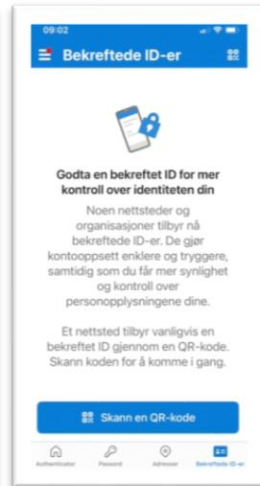 09:02
Bekreftede ID-er
Godta en bekreftet ID for mer
kontroll over identiteten din
Noen nettsteder og
organisasjoner tilbyr nå
bekreftede ID-er. De gjør
kontooppsett enklere og tryggere,
samtidig som du får mer synlighet
og kontroll over
personopplysningene dine.
Et nettsted tilbyr vanligvis en
bekreftet ID gjennom en QR-kode.
Skann koden for å komme i gang.
Skann en QR-kode
Authenticator Passord Adresser Bekreftede ID-er